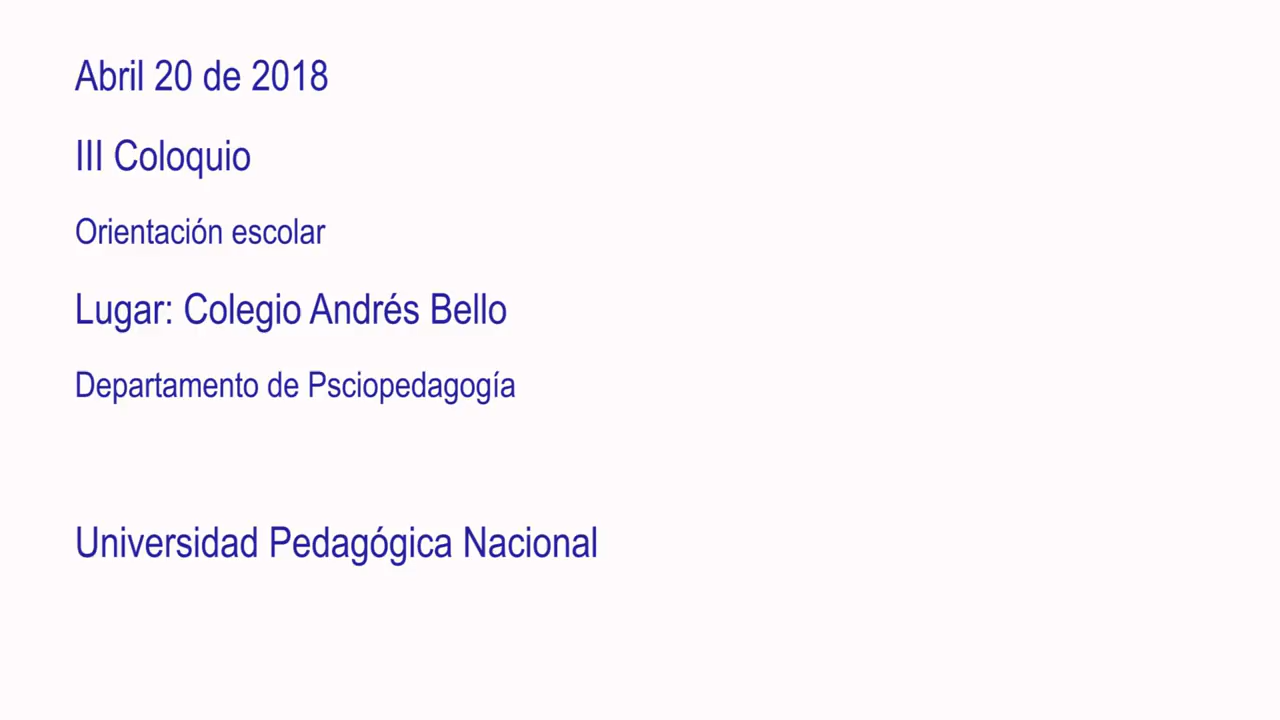 Abril 20 de 2018
III Coloquio
Orientación escolar
Lugar: Colegio Andrés Bello
Departamento de Psciopedagogía
Universidad Pedagógica Nacional